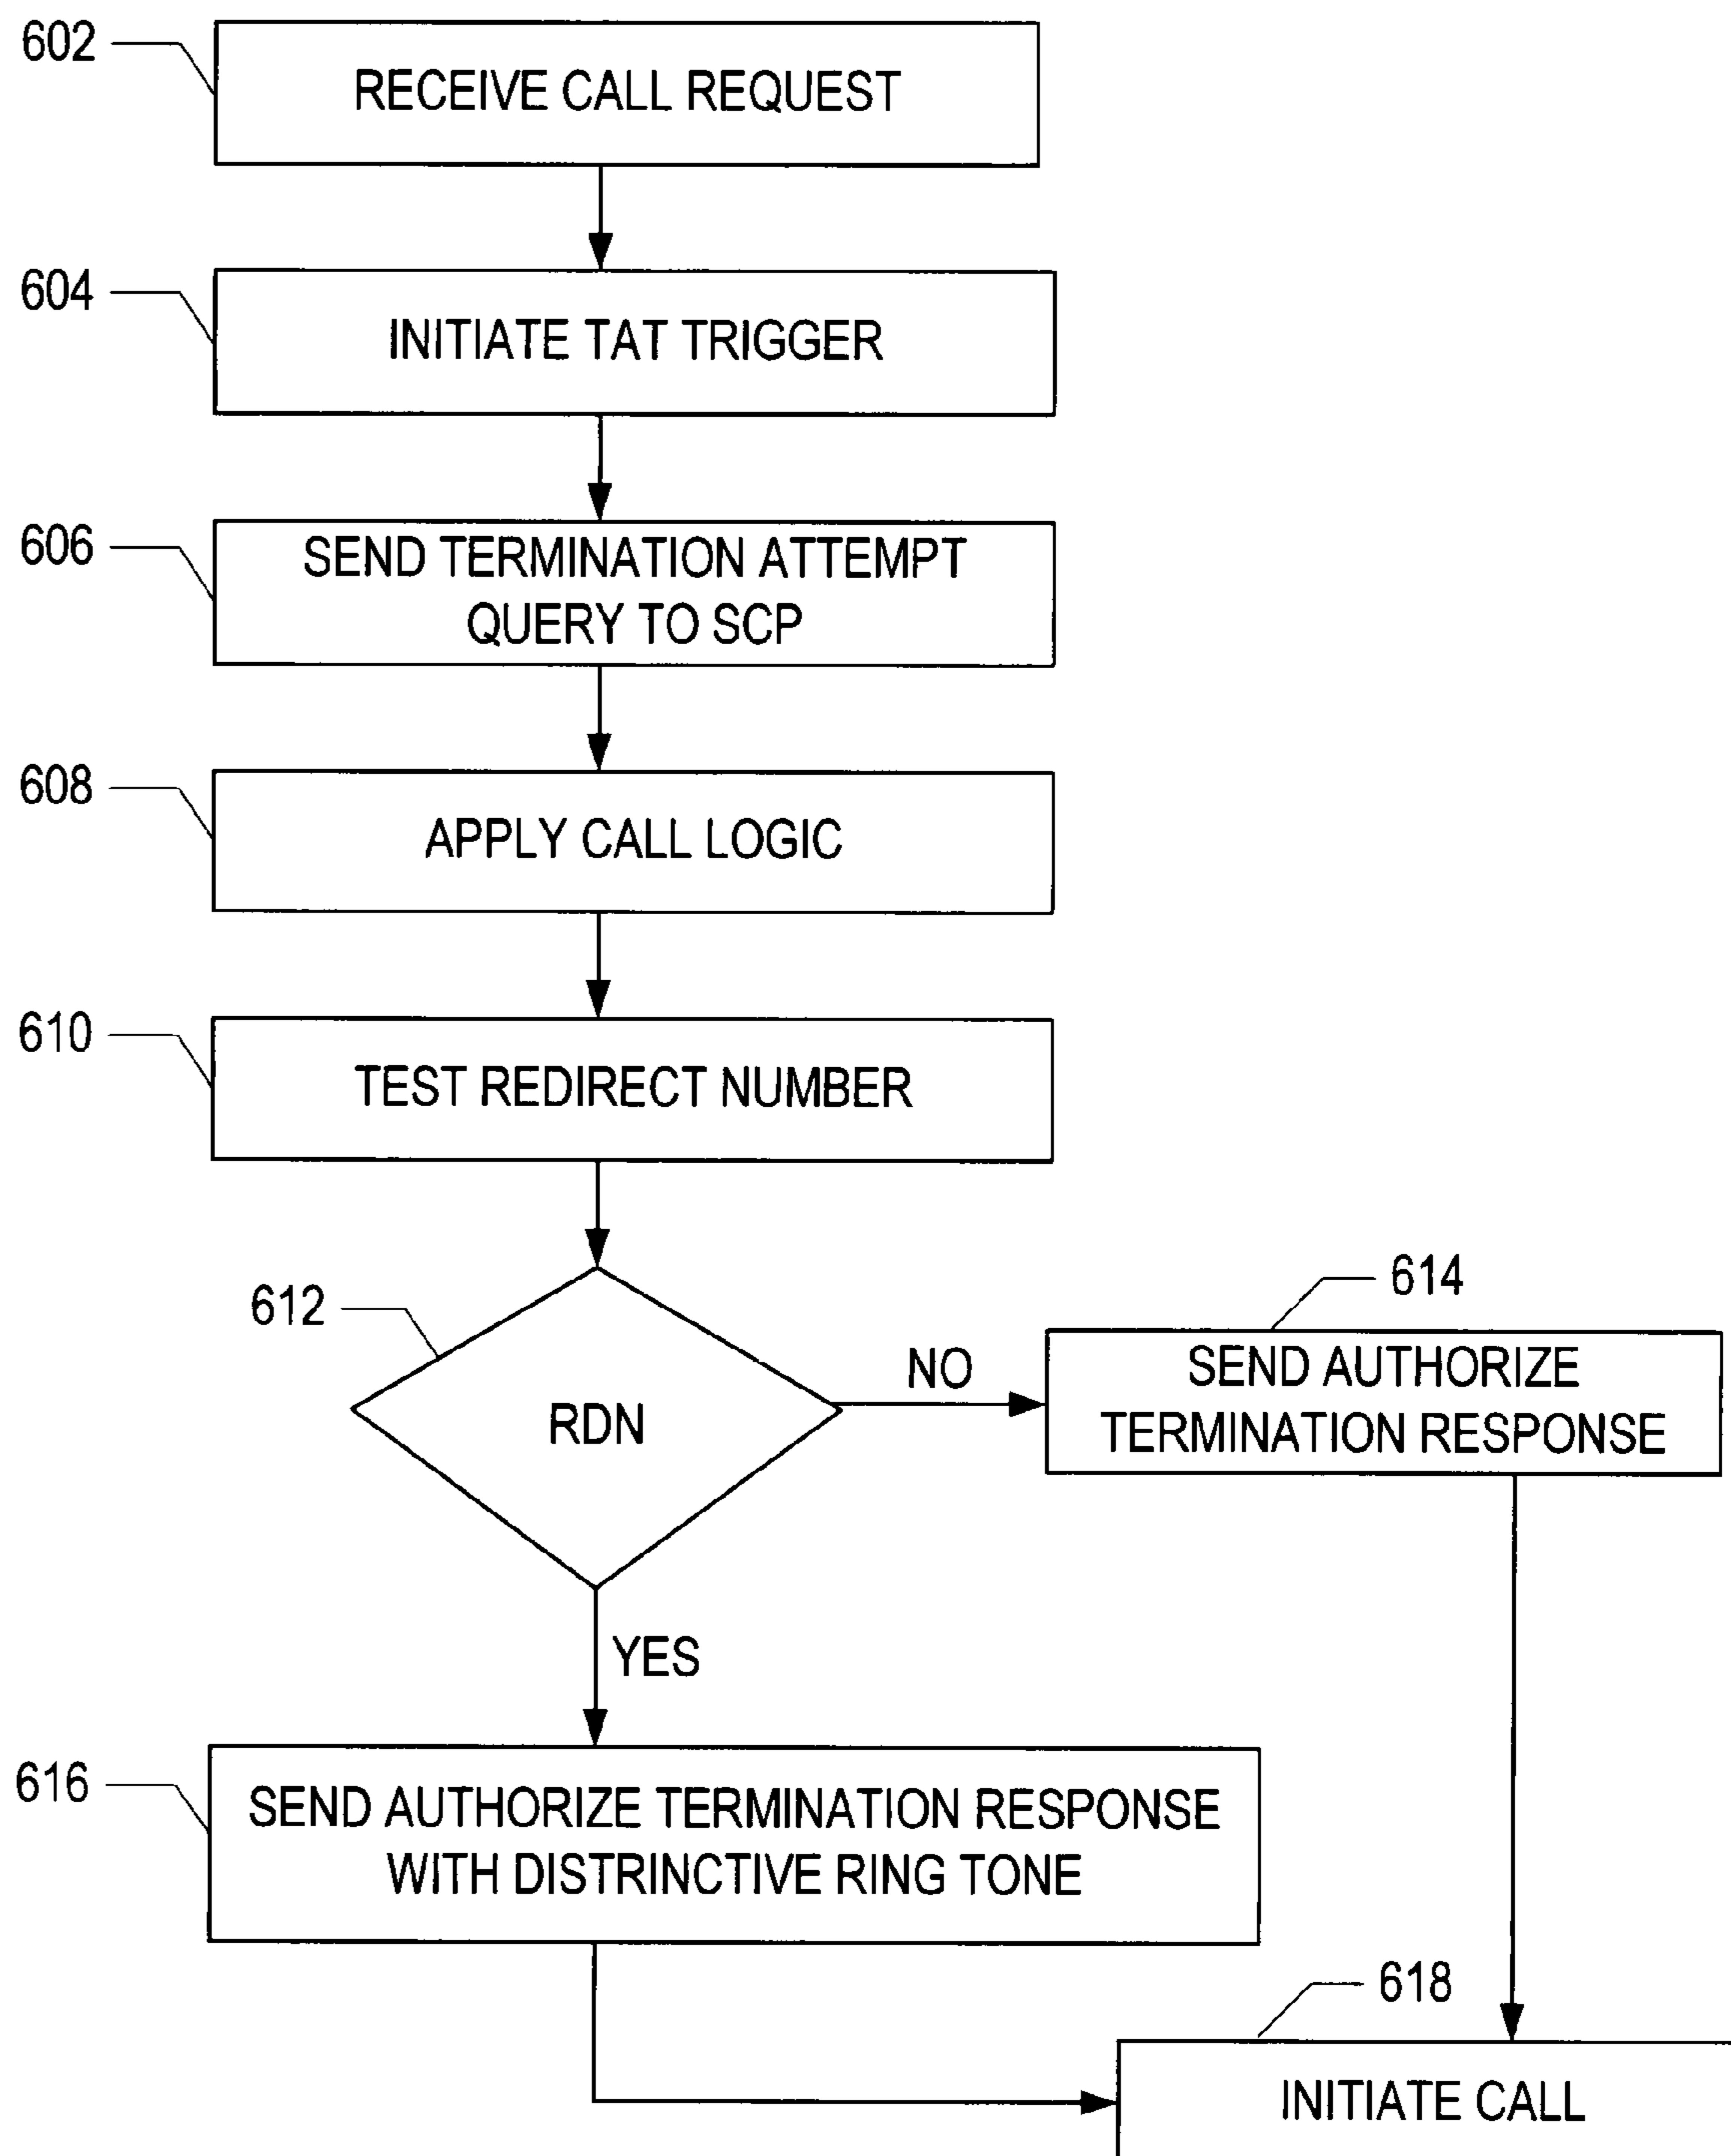 602
RECEIVE CALL REQUEST
604
INITIATE TAT TRIGGER
606
SEND TERMINATION ATTEMPT
QUERY TO SCP
608
APPLY CALL LOGIC
610
TEST REDIRECT NUMBER
612
RDN
NO
614
SEND AUTHORIZE
TERMINATION RESPONSE
YES
616
SEND AUTHORIZE TERMINATION RESPONSE
WITH DISTRINCTIVE RING TONE
618
INITIATE CALL